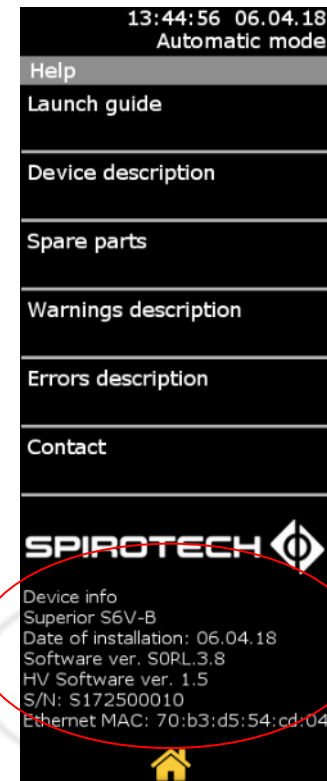 13:44:56 06.04.18
Automatic mode
Help
Launch guide
Device description
Spare parts
Warnings description
Errors description
Contact
SPIROTECH
Device info
Superior S6V-B
Date of installation: 06.04.18
Software ver. S0RL.3.8
HV Software ver. 1.5
S/N: S172500010
Ethernet MAC: 70:b3:d5:54:cd:04